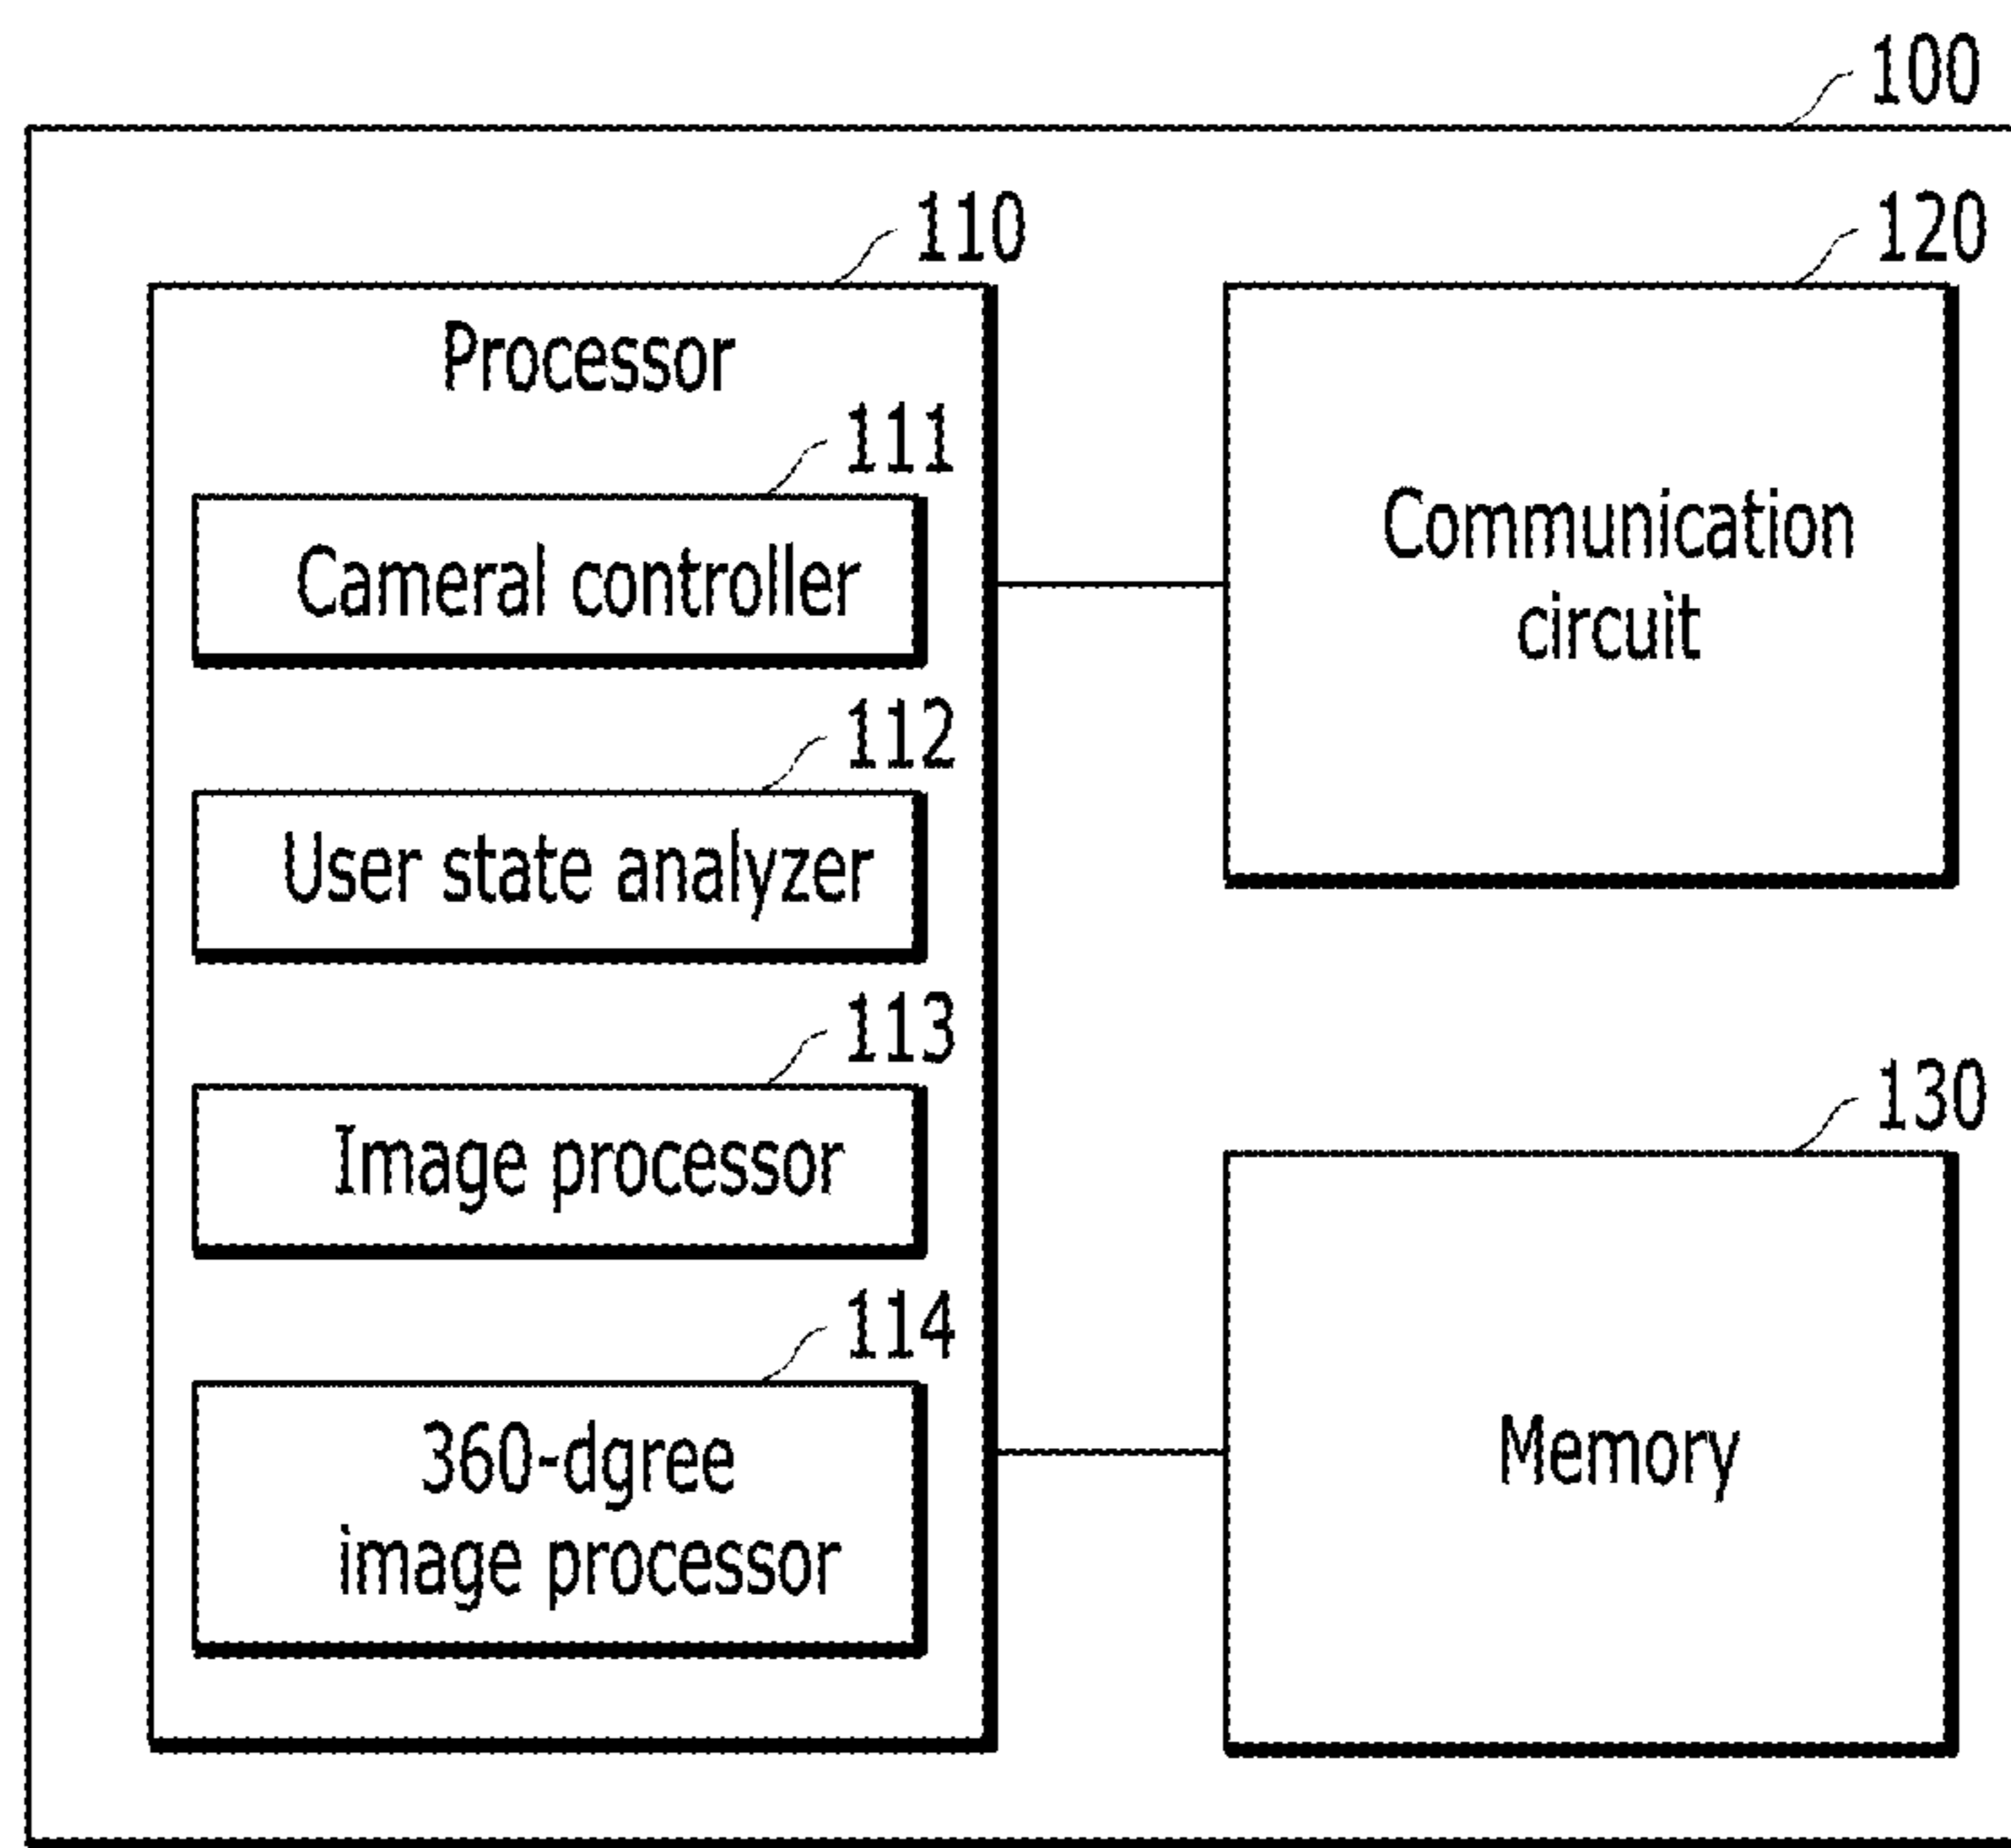 100
110
Processor
111
Cameral controller
112
User state analyzer
113
Image processor
114
360-dgree
image processor
120
Communication
circuit
130
Memory